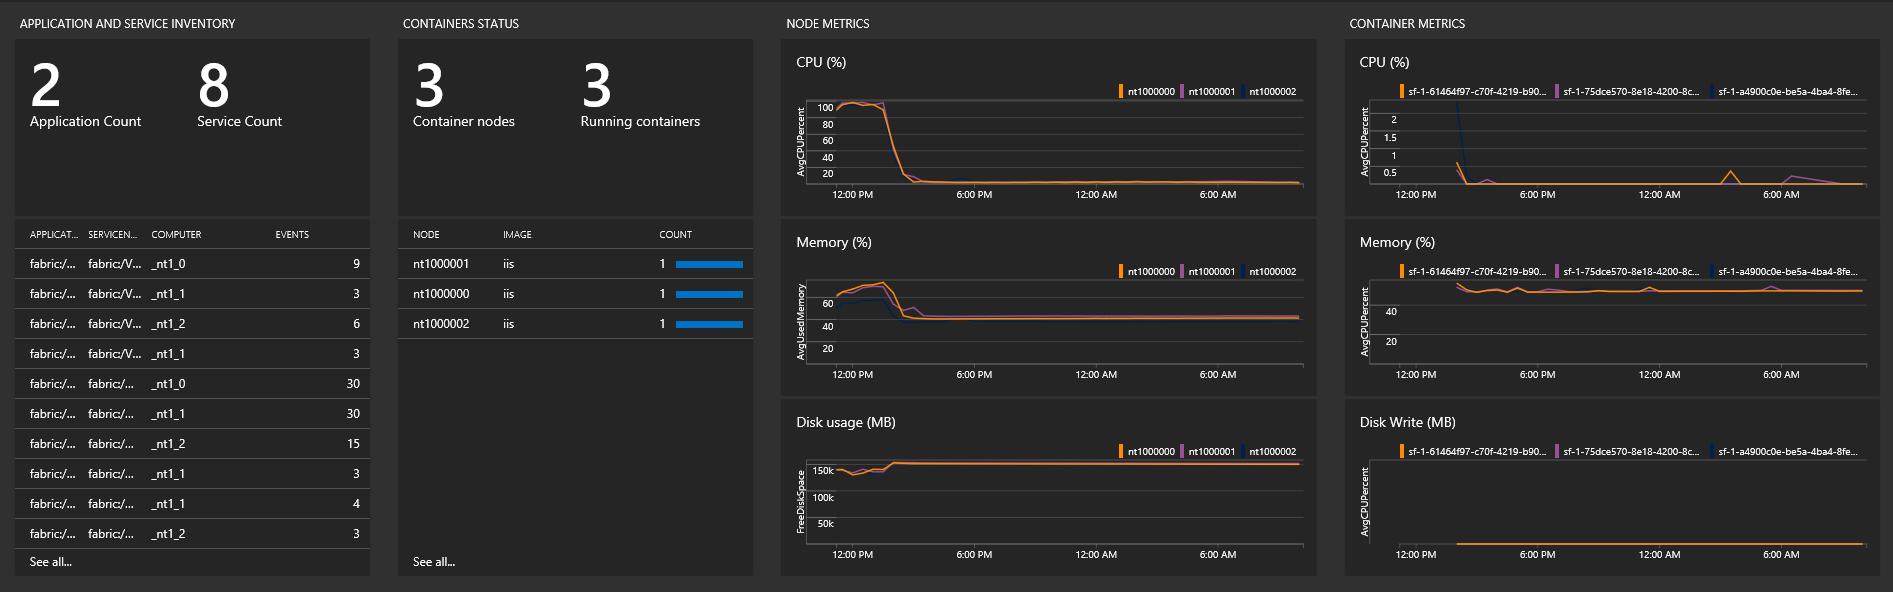 APPLICATION AND SERVICE INVENTORY
2 8
Application Count Service Count
APPLICAT... SERVICEN... COMPUTER EVENTS
fabric:/... fabric:/V... _nt1_0 9
fabric:/... fabric:/V... _nt1_1 3
fabric:/... fabric:/V... _nt1_2 6
fabric:/... fabric:/V... _nt1_1 3
fabric:/... fabric:/... _nt1_0 30
fabric:/... fabric:/... _nt1_1 30
fabric:/... fabric:/... _nt1_2 15
fabric:/... fabric:/... _nt1_1 3
fabric:/... fabric:/... _nt1_1 4
fabric:/... fabric:/... _nt1_2 3
See all...
CONTAINERS STATUS
3 3
Container nodes Running containers
NODE IMAGE COUNT
nt1000001 iis 1
nt1000000 iis 1
nt1000002 iis 1
See all...
NODE METRICS
CPU (%)
nt1000000 nt1000001 nt1000002
AvgCPUPercent
100
80
60
40
20
12:00 PM 6:00 PM 12:00 AM 6:00 AM
Memory (%)
nt1000000 nt1000001 nt1000002
AvgUsedMemory
60
40
20
12:00 PM 6:00 PM 12:00 AM 6:00 AM
Disk usage (MB)
nt1000000 nt1000001 nt1000002
FreeDiskSpace
150k
100k
50k
12:00 PM 6:00 PM 12:00 AM 6:00 AM
CONTAINER METRICS
CPU (%)
sf-1-61464f97-c70f-4219-b90... sf-1-75dce570-8e18-4200-8c... sf-1-a4900c0e-be5a-4ba4-8fe...
AvgCPUPercent
2
1.5
1
0.5
12:00 PM 6:00 PM 12:00 AM 6:00 AM
Memory (%)
sf-1-61464f97-c70f-4219-b90... sf-1-75dce570-8e18-4200-8c... sf-1-a4900c0e-be5a-4ba4-8fe...
AvgCPUPercent
40
20
12:00 PM 6:00 PM 12:00 AM 6:00 AM
Disk Write (MB)
sf-1-61464f97-c70f-4219-b90... sf-1-75dce570-8e18-4200-8c... sf-1-a4900c0e-be5a-4ba4-8fe...
AvgCPUPercent
12:00 PM 6:00 PM 12:00 AM 6:00 AM